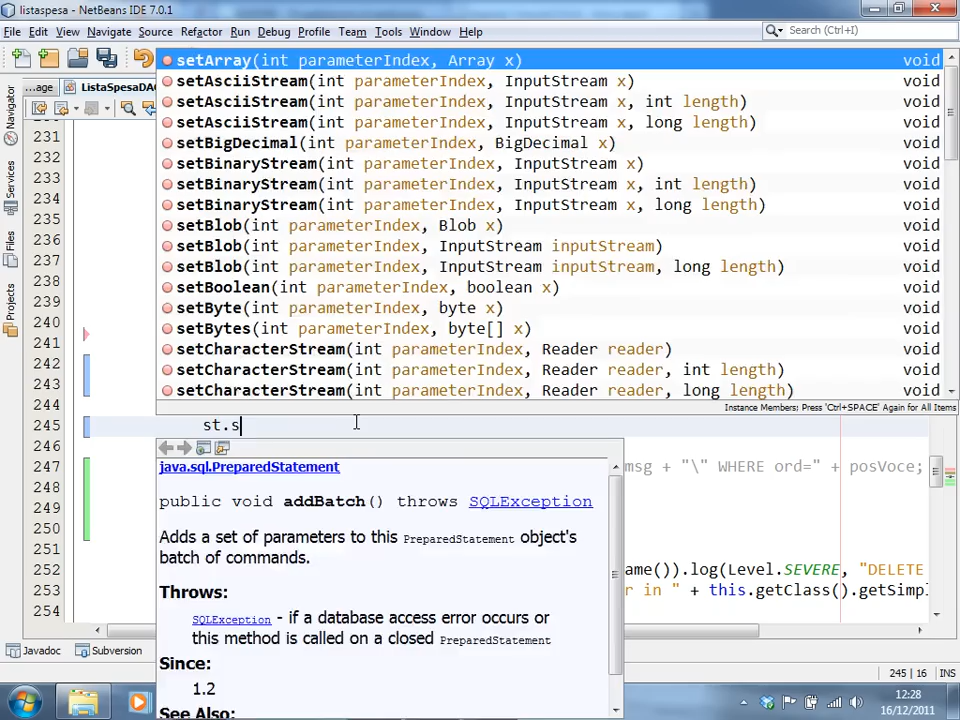 listaspesa - NetBeans IDE 7.0.1
File Edit View Navigate Source Refactor Run Debug Profile Team Tools Window Help
Search (Ctrl+I)
...age ListaSpesaDAO
Navigator
Services
Files
Projects
setArray(int parameterIndex, Array x) void
setAsciiStream(int parameterIndex, InputStream x) void
setAsciiStream(int parameterIndex, InputStream x, int length) void
setAsciiStream(int parameterIndex, InputStream x, long length) void
setBigDecimal(int parameterIndex, BigDecimal x) void
setBinaryStream(int parameterIndex, InputStream x) void
setBinaryStream(int parameterIndex, InputStream x, int length) void
setBinaryStream(int parameterIndex, InputStream x, long length) void
setBlob(int parameterIndex, Blob x) void
setBlob(int parameterIndex, InputStream inputStream) void
setBlob(int parameterIndex, InputStream inputStream, long length) void
setBoolean(int parameterIndex, boolean x) void
setByte(int parameterIndex, byte x) void
setBytes(int parameterIndex, byte[] x) void
setCharacterStream(int parameterIndex, Reader reader) void
setCharacterStream(int parameterIndex, Reader reader, int length) void
setCharacterStream(int parameterIndex, Reader reader, long length) void
Instance Members; Press 'Ctrl+SPACE' Again for All Items
231
232
233
234
235
236
237
238
239
240
241
242
243
244
245 st.s
246
247 msg + "\" WHERE ord=" + posVoce;
248
249
250
251
252 ame()).log(Level.SEVERE, "DELETE
253 r in " + this.getClass().getSimpl
254
java.sql.PreparedStatement
public void addBatch() throws SQLException
Adds a set of parameters to this PreparedStatement object's
batch of commands.
Throws:
SQLException - if a database access error occurs or
this method is called on a closed PreparedStatement
Since:
1.2
See Also:
Javadoc Subversion
245 | 16 INS
12:28
16/12/2011